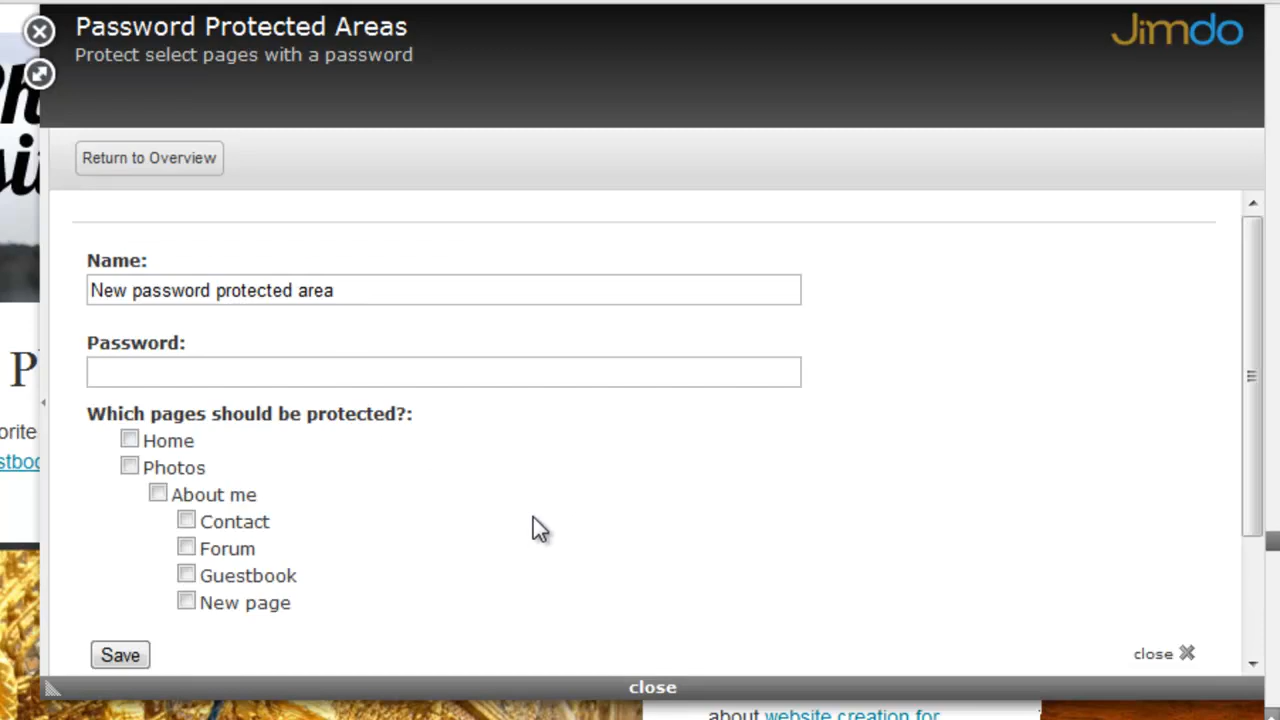 Password Protected Areas
Jimdo
Protect select pages with a password
Return to Overview
Name:
New password protected area
Password:
Which pages should be protected?:
Home
Photos
About me
Contact
Forum
Guestbook
New page
Save
close
close
about website creation for